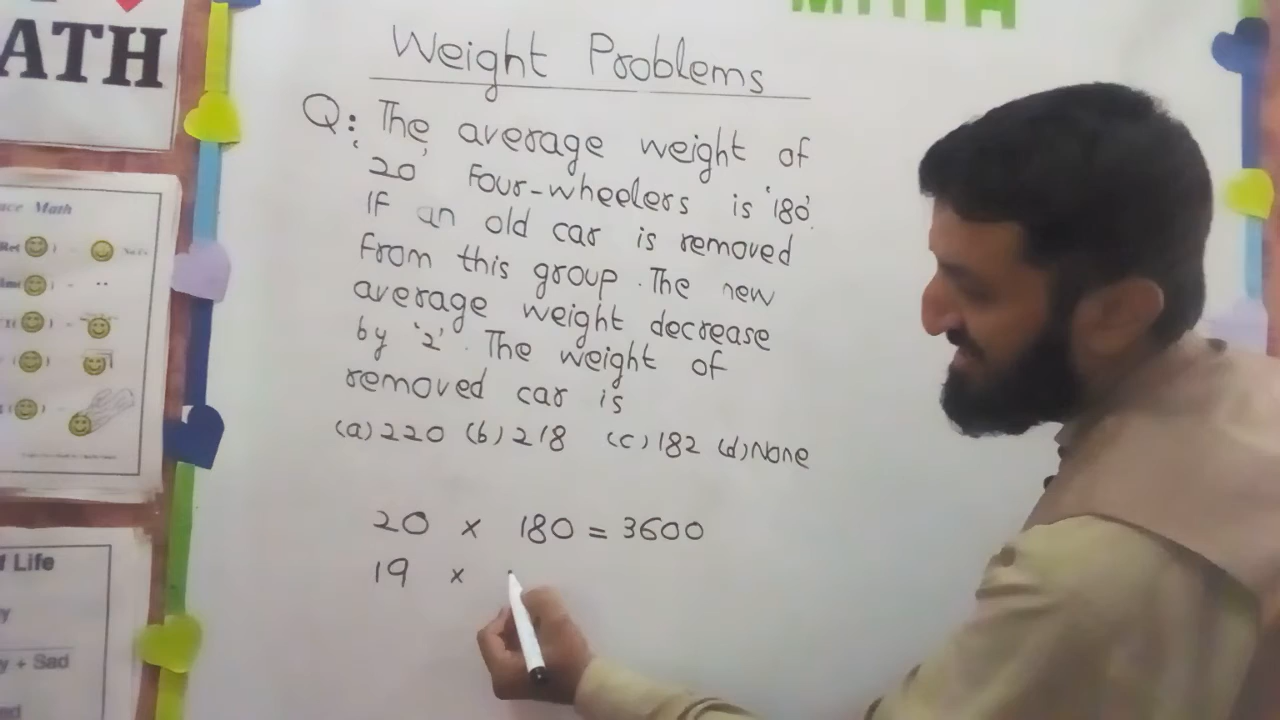 MATH
ATH
Weight Problems
Q: The average weight of
'20' Four-wheelers is '180'.
If an old car is removed
from this group. The new
average weight decrease
by '2'. The weight of
removed car is
(a) 220 (b) 218 (c) 182 (d) None
20 × 180 = 3600
19 ×
Math
Life
+ Sad